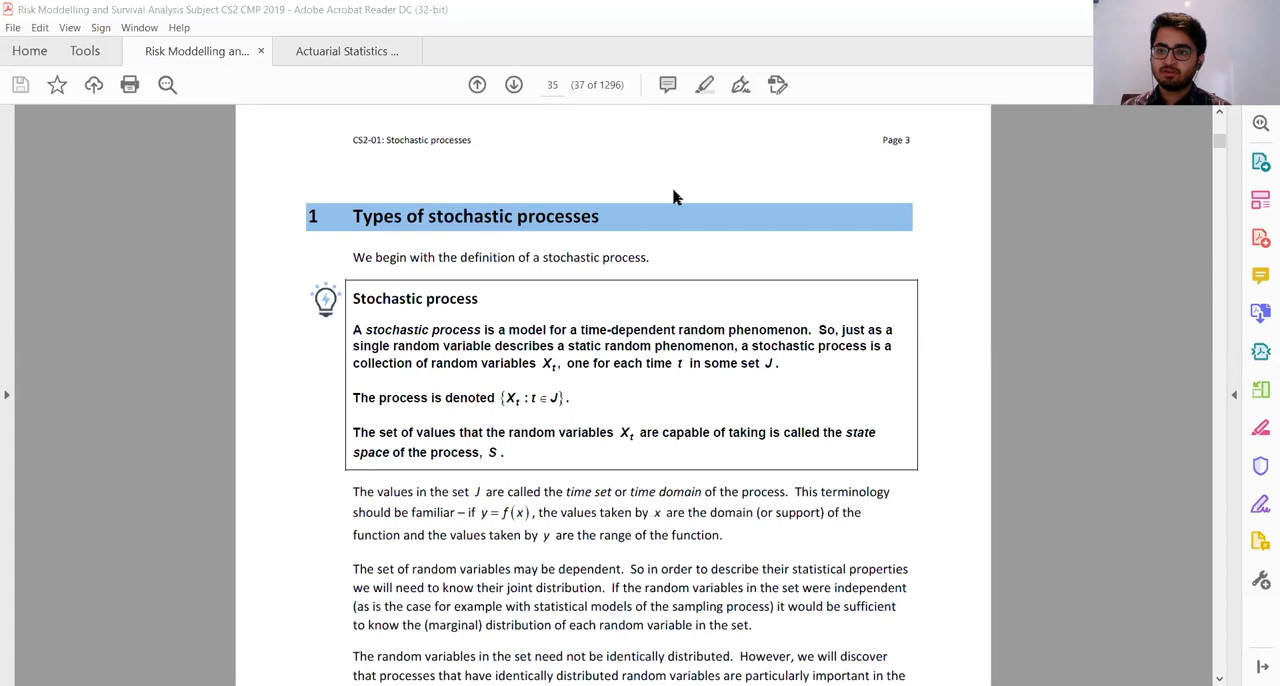 Risk Moddelling and Survival Analysis Subject CS2 CMP 2019 - Adobe Acrobat Reader DC (32-bit)
File Edit View Sign Window Help
Home Tools Risk Moddelling an... × Actuarial Statistics ...
35 (37 of 1296)
CS2-01: Stochastic processes Page 3
1 Types of stochastic processes
We begin with the definition of a stochastic process.
Stochastic process
A stochastic process is a model for a time-dependent random phenomenon. So, just as a
single random variable describes a static random phenomenon, a stochastic process is a
collection of random variables Xt, one for each time t in some set J.
The process is denoted {Xt : t ∈ J}.
The set of values that the random variables Xt are capable of taking is called the state
space of the process, S.
The values in the set J are called the time set or time domain of the process. This terminology
should be familiar – if y = f(x), the values taken by x are the domain (or support) of the
function and the values taken by y are the range of the function.
The set of random variables may be dependent. So in order to describe their statistical properties
we will need to know their joint distribution. If the random variables in the set were independent
(as is the case for example with statistical models of the sampling process) it would be sufficient
to know the (marginal) distribution of each random variable in the set.
The random variables in the set need not be identically distributed. However, we will discover
that processes that have identically distributed random variables are particularly important in the